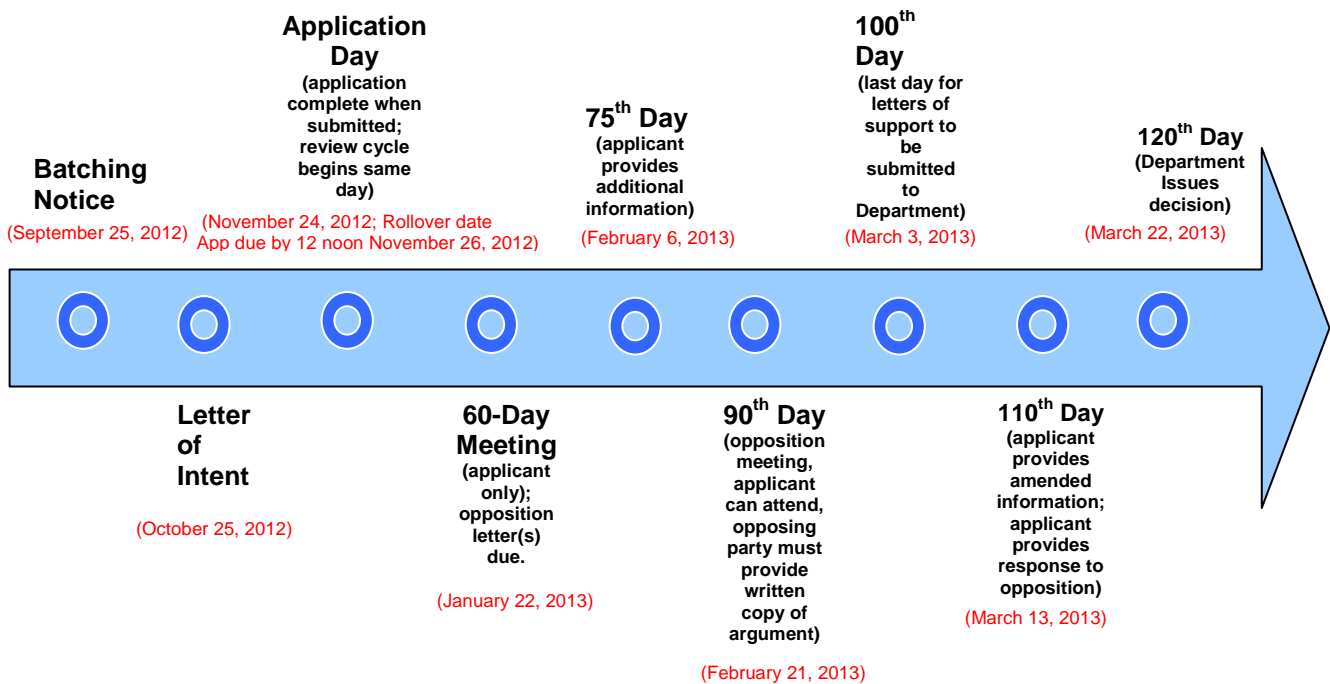 Batching
Notice
(September 25, 2012)
Letter
of
Intent
(October 25, 2012)
Application
Day
(application
complete when
submitted;
review cycle
begins same
day)
(November 24, 2012; Rollover date
App due by 12 noon November 26, 2012)
60-Day
Meeting
(applicant
only);
opposition
letter(s)
due.
(January 22, 2013)
75th Day
(applicant
provides
additional
information)
(February 6, 2013)
90th Day
(opposition
meeting,
applicant
can attend,
opposing
party must
provide
written
copy of
argument)
(February 21, 2013)
100th
Day
(last day for
letters of
support to
be
submitted
to
Department)
(March 3, 2013)
110th Day
(applicant
provides
amended
information;
applicant
provides
response to
opposition)
(March 13, 2013)
120th Day
(Department
Issues
decision)
(March 22, 2013)